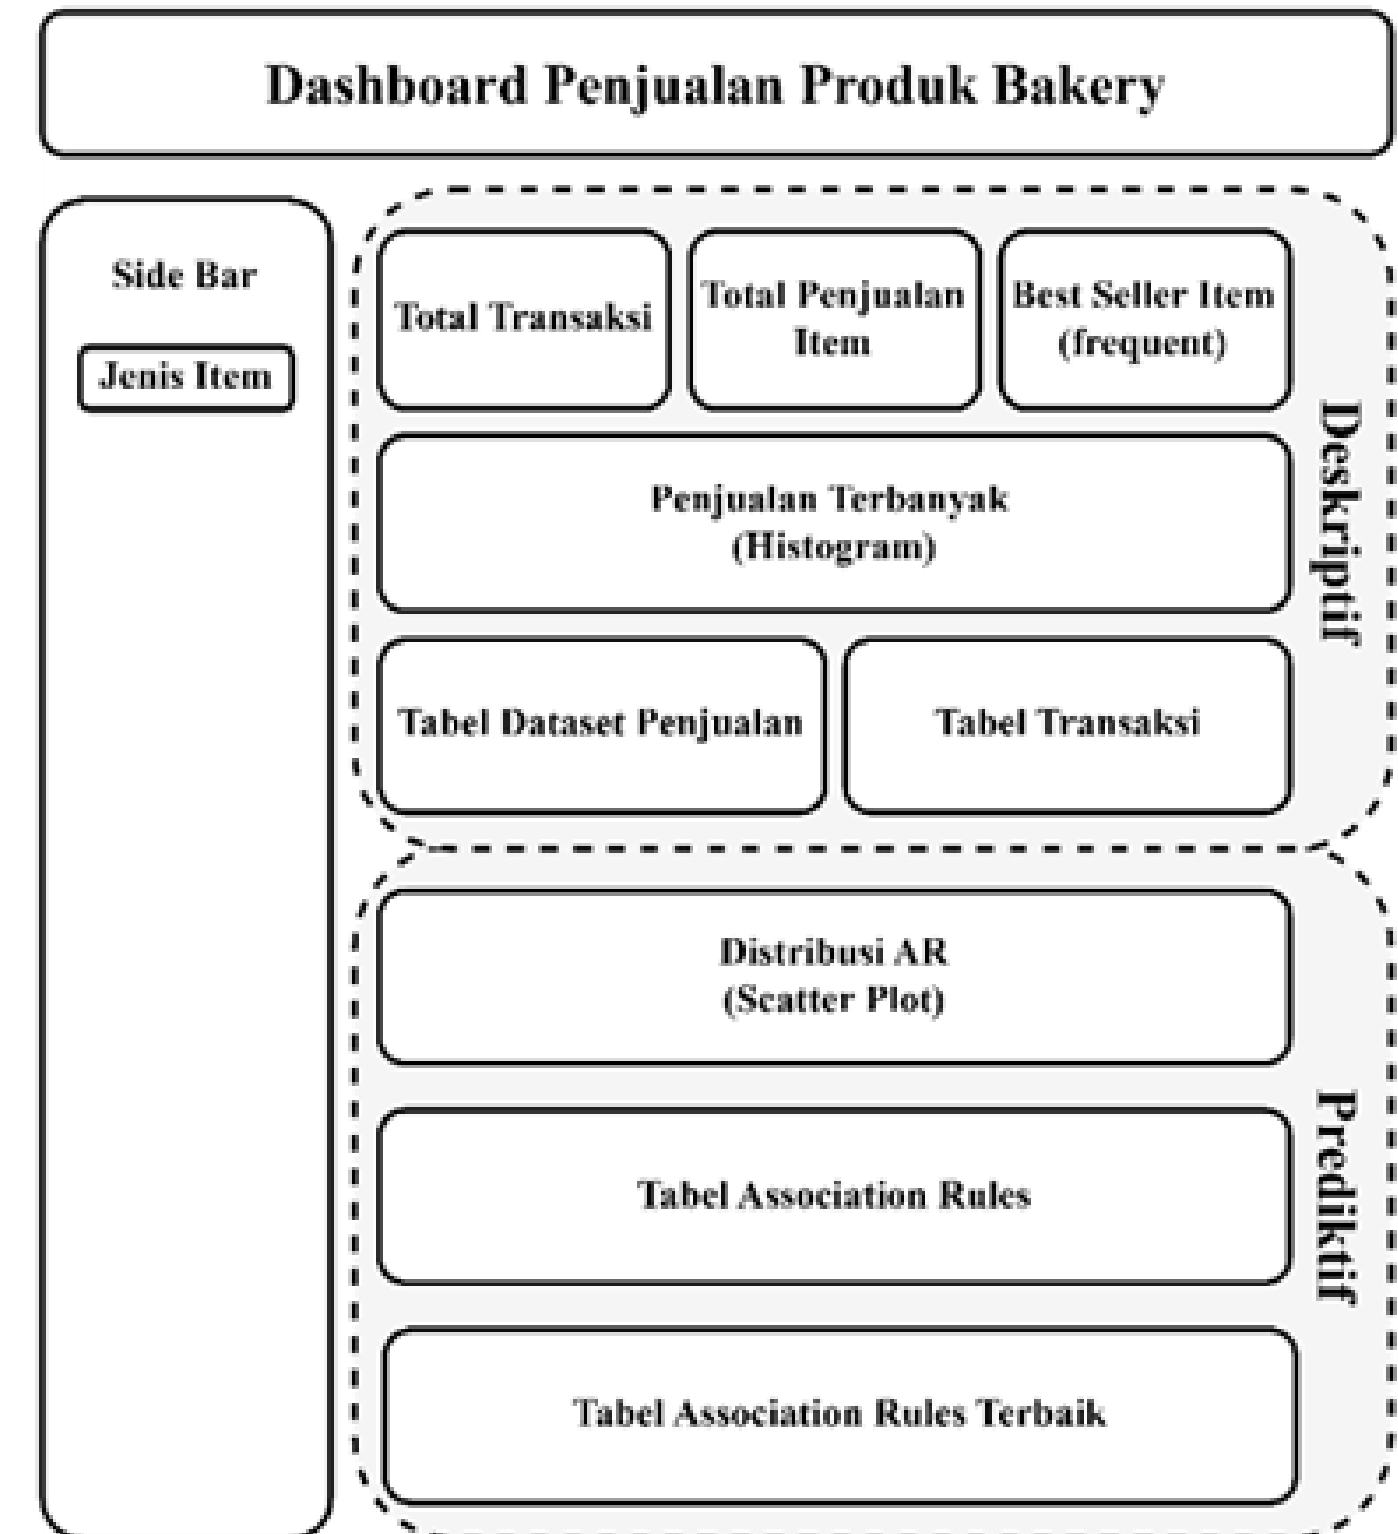 Dashboard Penjualan Produk Bakery
Side Bar
Jenis Item
Total Transaksi
Total Penjualan
Item
Best Seller Item
(frequent)
Penjualan Terbanyak
(Histogram)
Tabel Dataset Penjualan
Tabel Transaksi
Deskriptif
Distribusi AR
(Scatter Plot)
Tabel Association Rules
Tabel Association Rules Terbaik
Prediktif